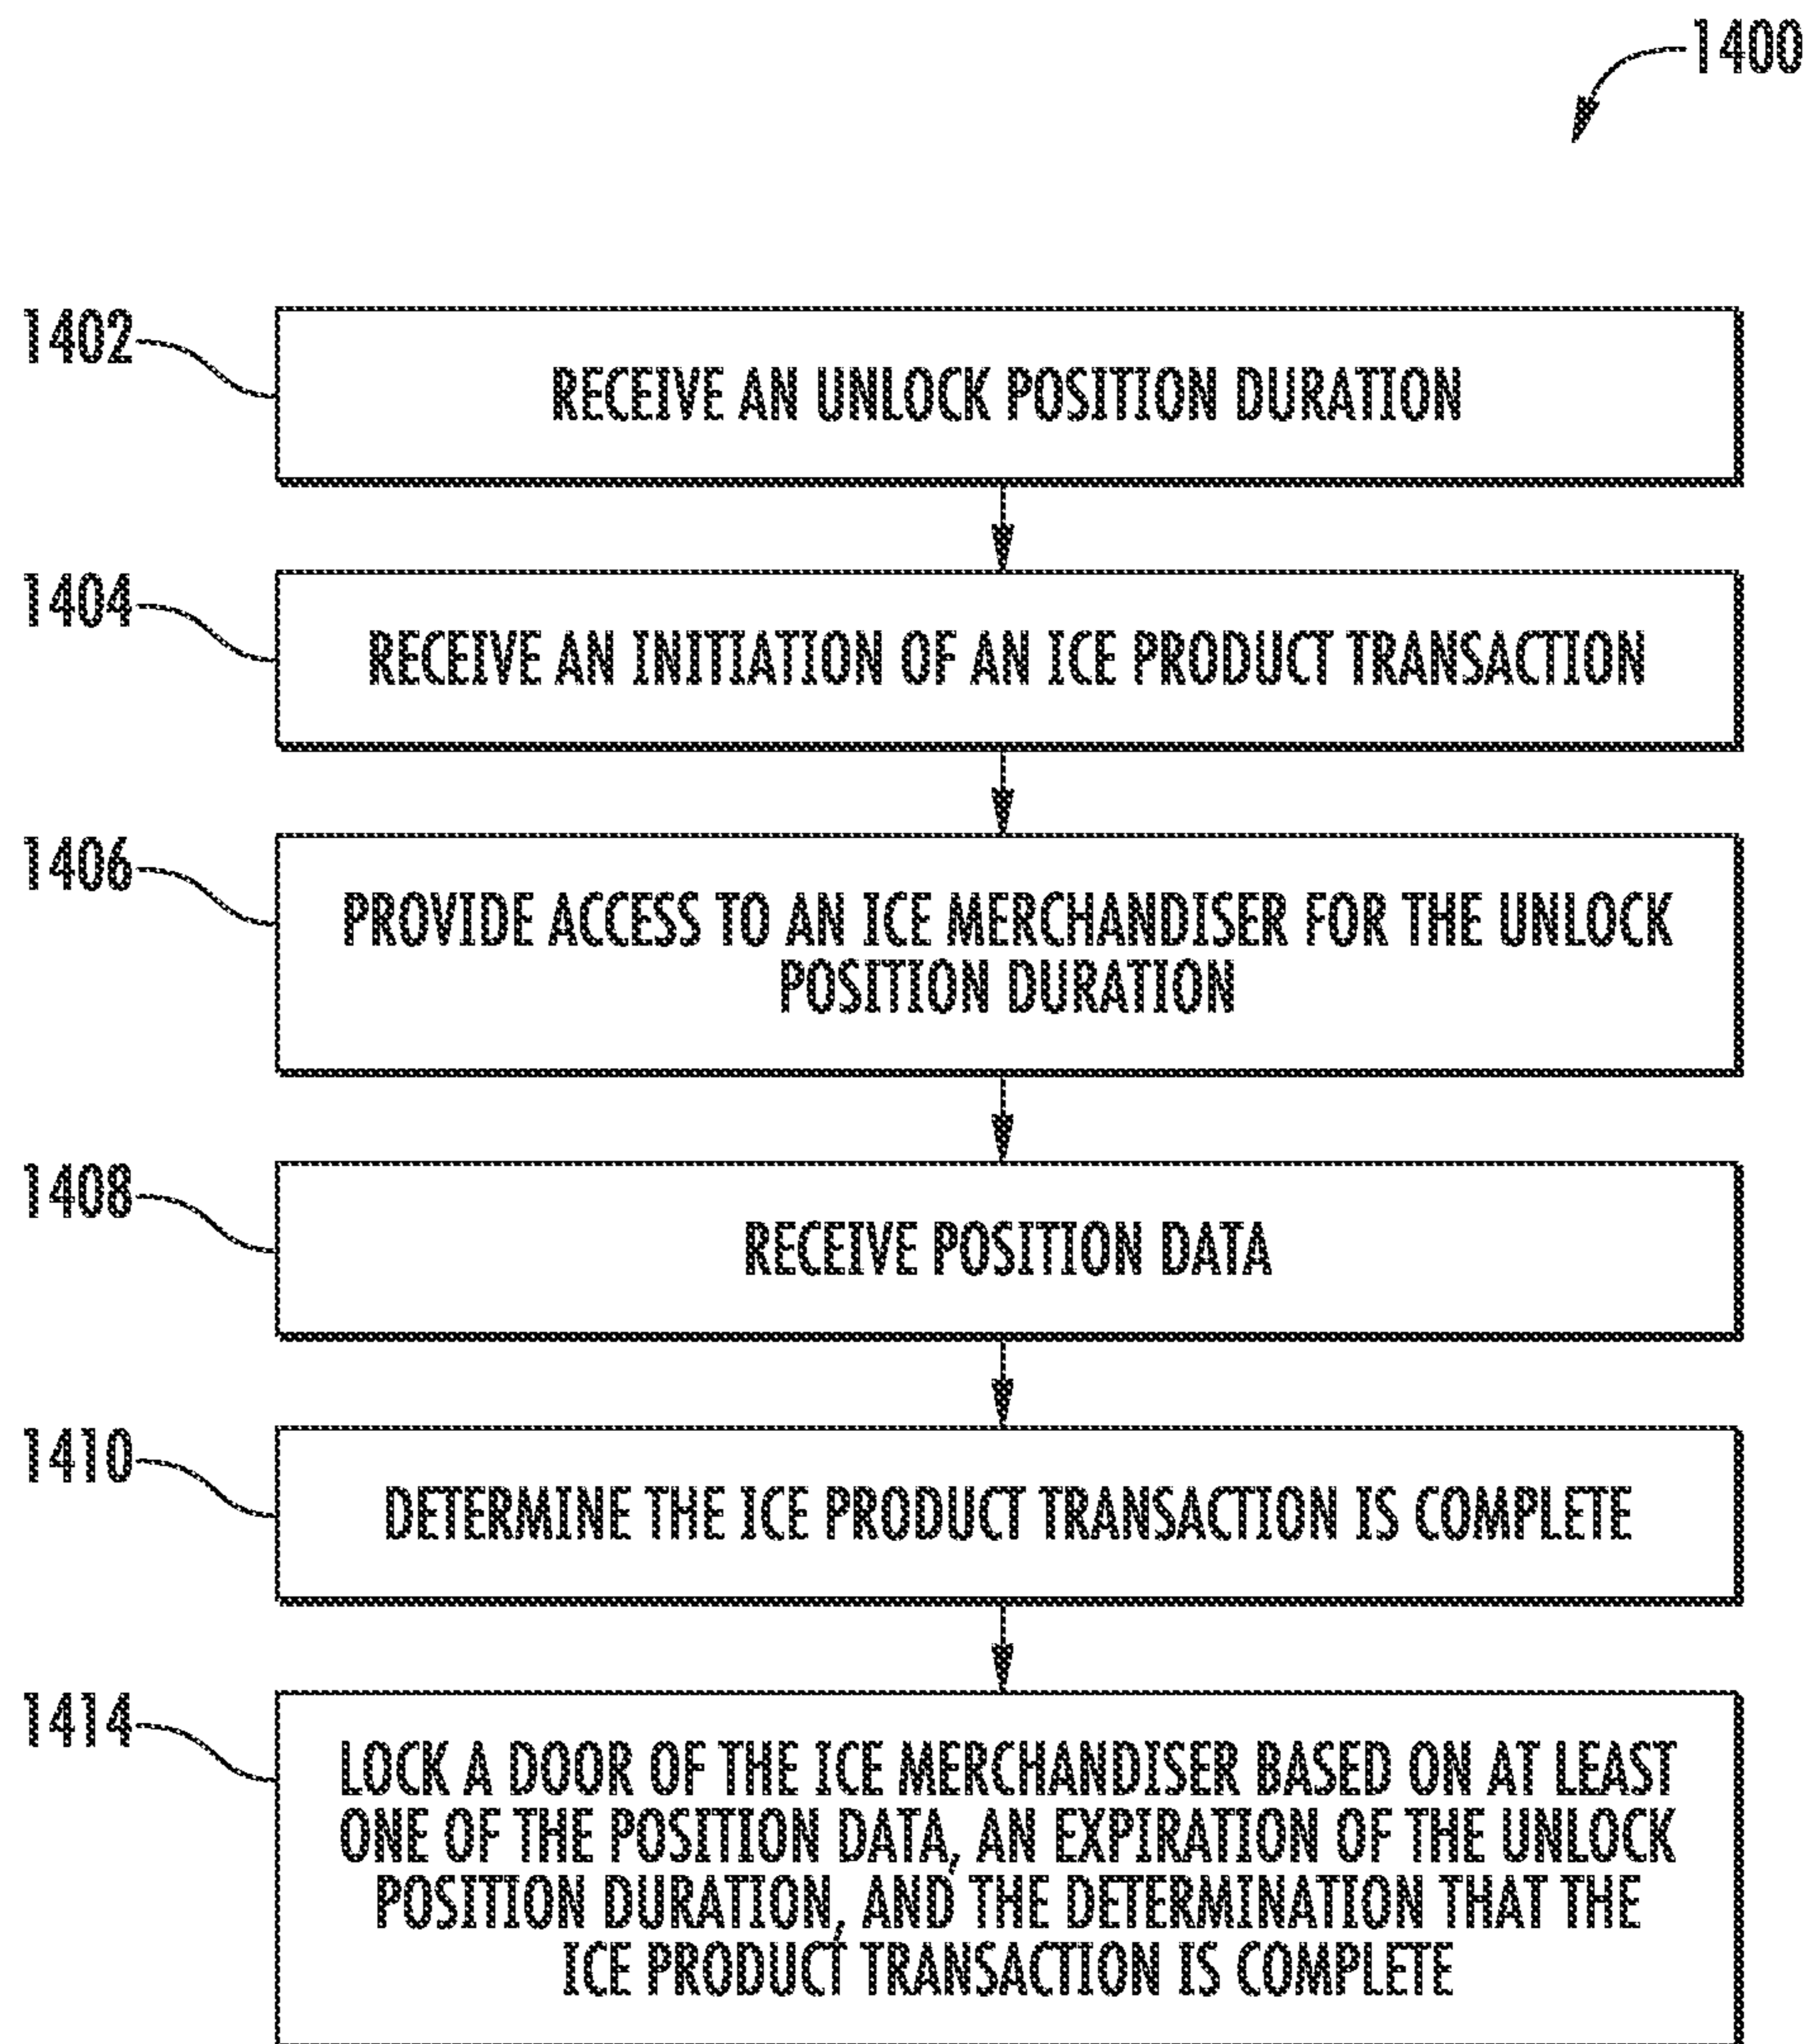 1400
1402
RECEIVE AN UNLOCK POSITION DURATION
1404
RECEIVE AN INITIATION OF AN ICE PRODUCT TRANSACTION
1406
PROVIDE ACCESS TO AN ICE MERCHANDISER FOR THE UNLOCK
POSITION DURATION
1408
RECEIVE POSITION DATA
1410
DETERMINE THE ICE PRODUCT TRANSACTION IS COMPLETE
1414
LOCK A DOOR OF THE ICE MERCHANDISER BASED ON AT LEAST
ONE OF THE POSITION DATA, AN EXPIRATION OF THE UNLOCK
POSITION DURATION, AND THE DETERMINATION THAT THE
ICE PRODUCT TRANSACTION IS COMPLETE